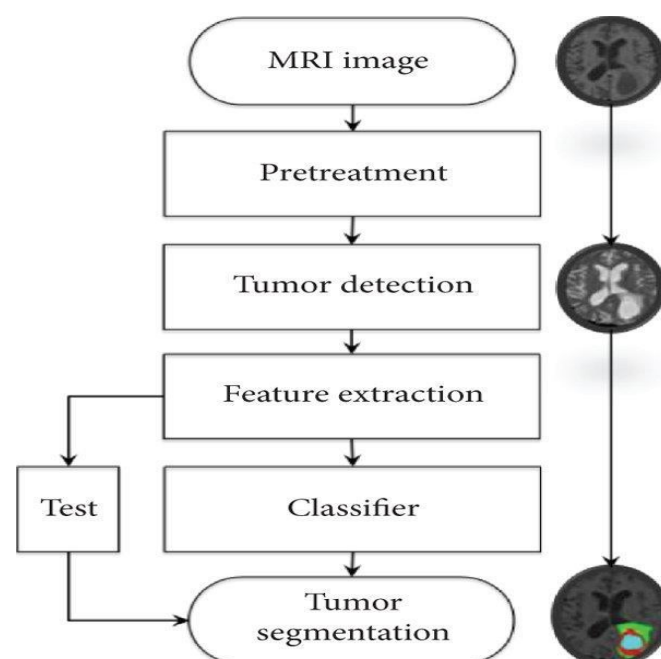 MRI image
Pretreatment
Tumor detection
Feature extraction
Test
Classifier
Tumor
segmentation